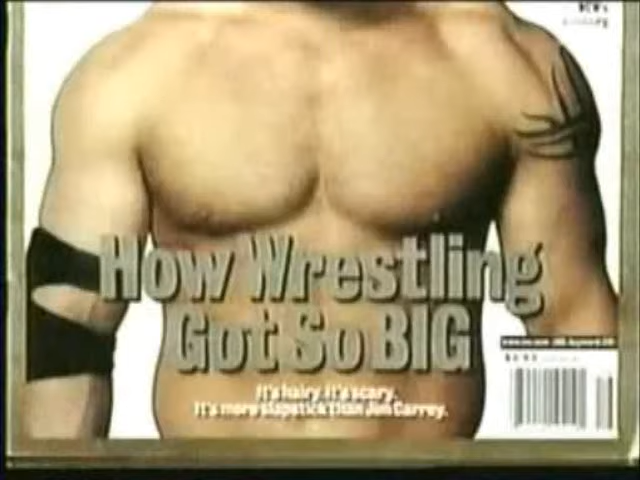 How Wrestling
Got So BIG
It's hairy. It's scary.
It's more slapstick than Jim Carrey.